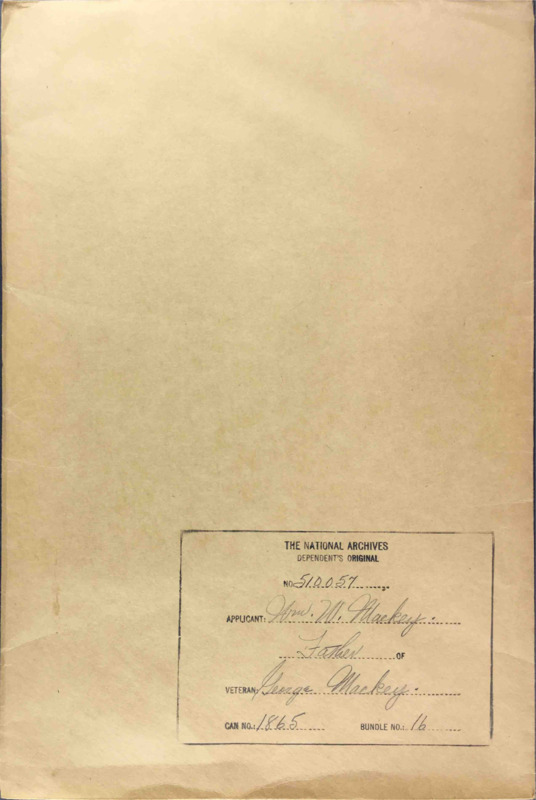 THE NATIONAL ARCHIVES
DEPENDENT'S ORIGINAL
NO. 510057
APPLICANT: Wm. W. Mackey.
Father OF
VETERAN: George Mackey.
CAN NO.: 1865 BUNDLE NO.: 16